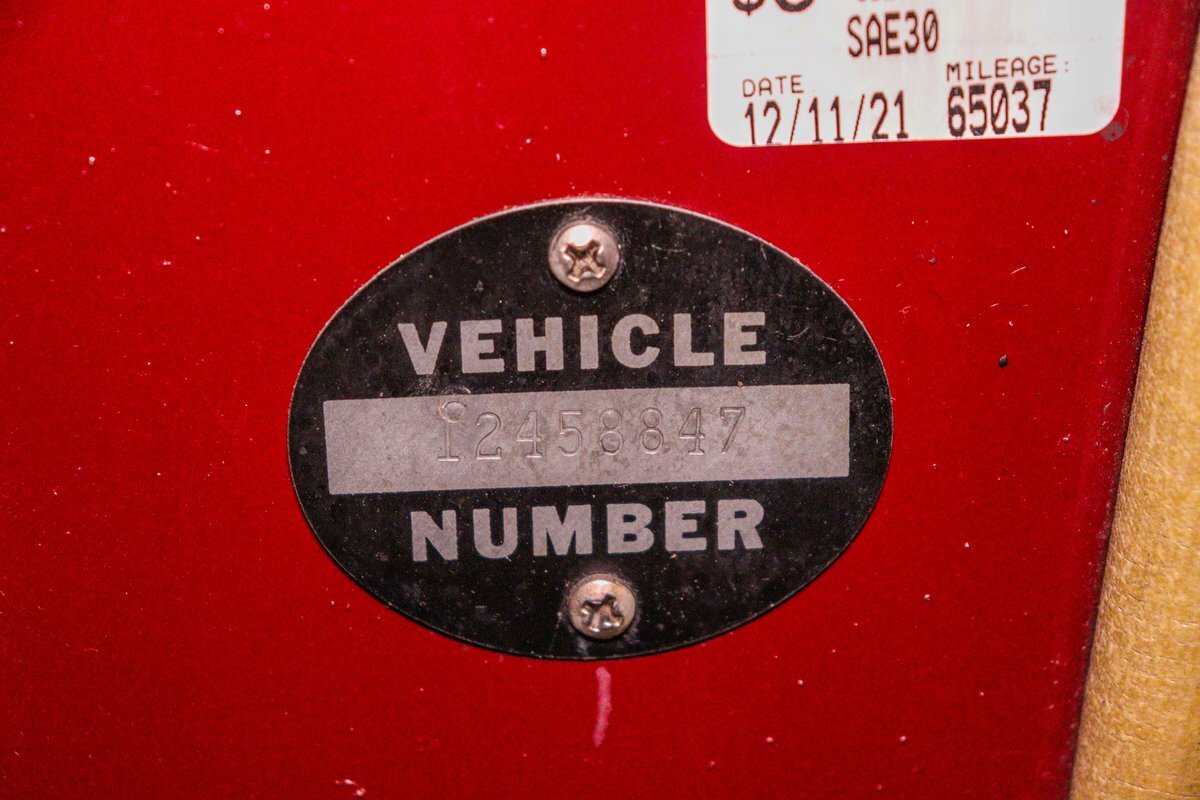 SAE30
DATE MILEAGE:
12/11/21 65037
VEHICLE
12458847
NUMBER